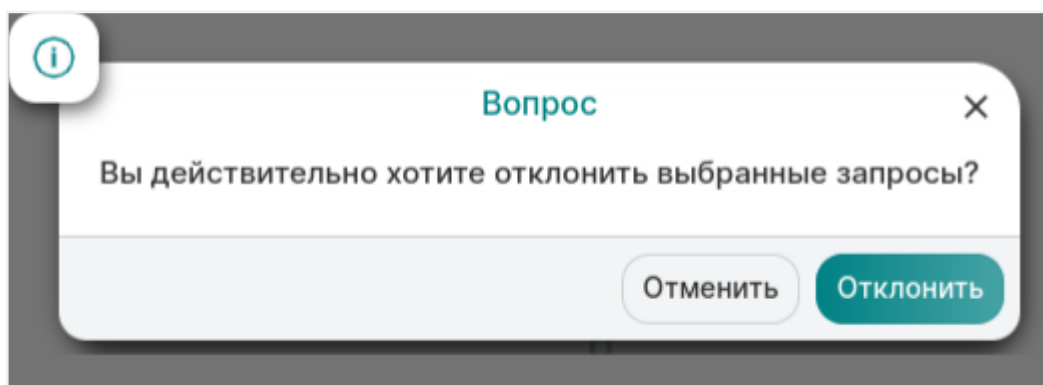 Вопрос
Вы действительно хотите отклонить выбранные запросы?
Отменить
Отклонить